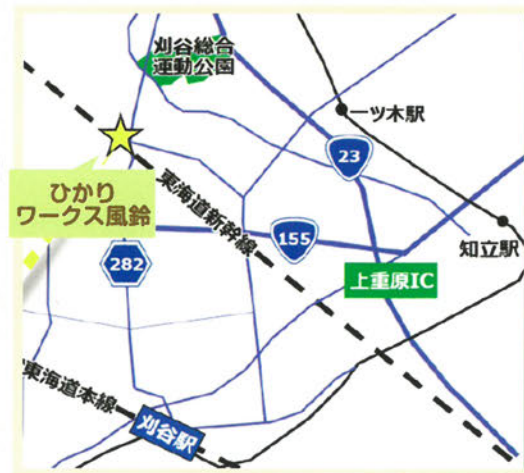 刈谷総合
運動公園
一ツ木駅
23
ひかり
ワークス風鈴
東海道新幹線
155
知立駅
282
上重原IC
東海道本線
刈谷駅